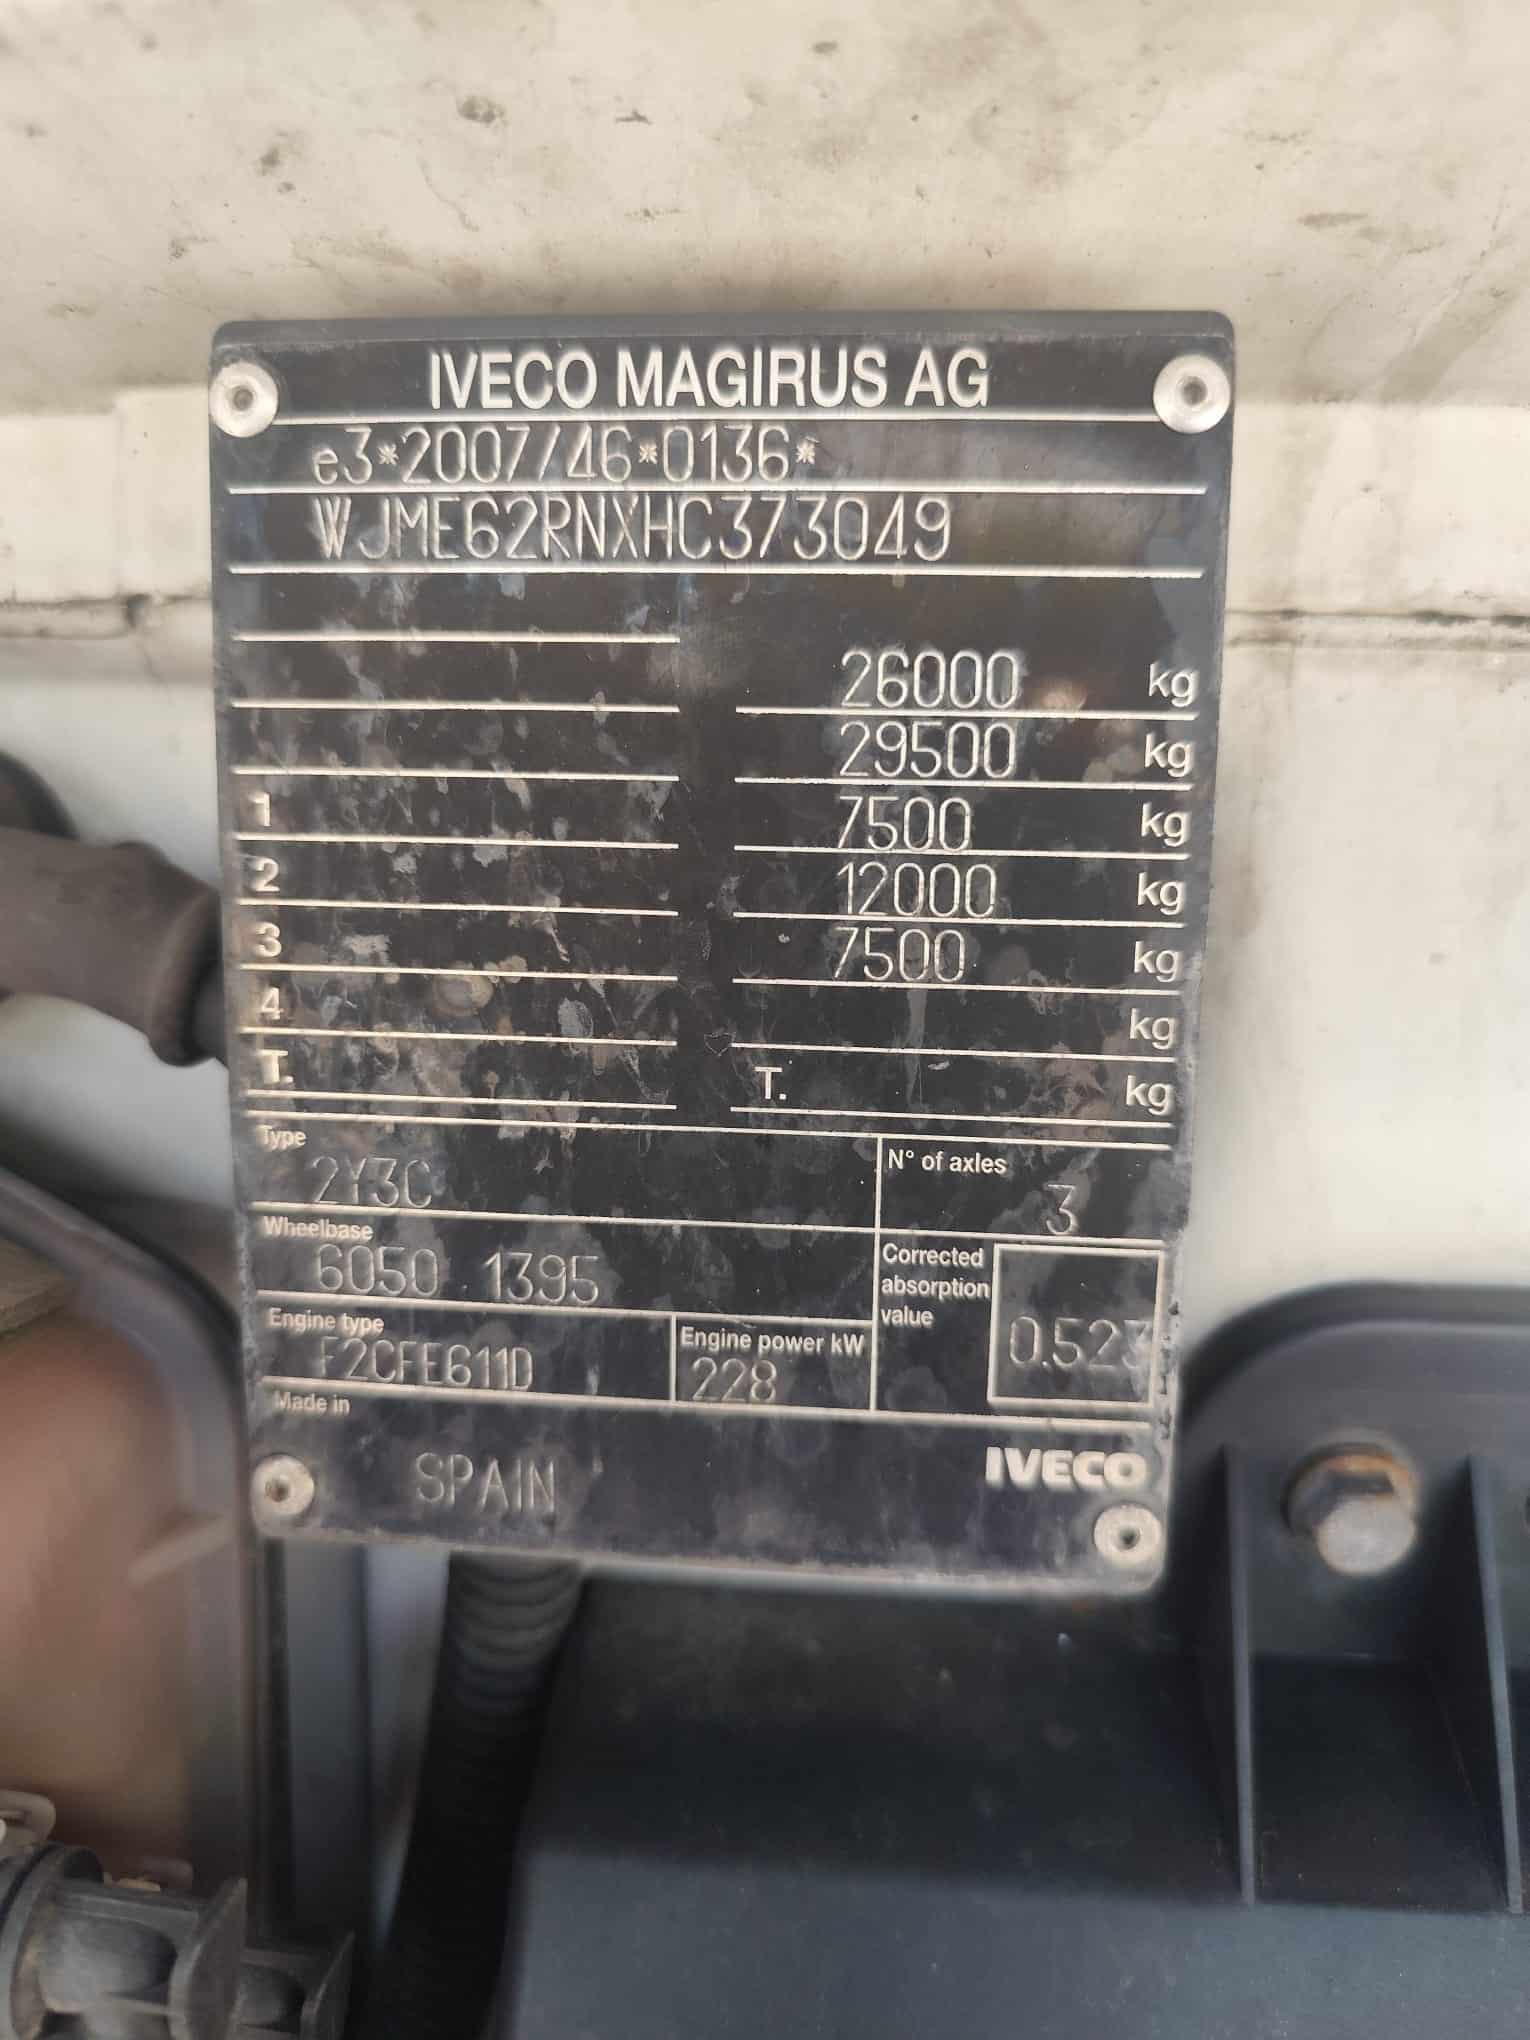 IVECO MAGIRUS AG
e3*2007/46*0136*
WJME62RNXHC373049
26000 kg
29500 kg
1 7500 kg
2 12000 kg
3 7500 kg
4 kg
T. T. kg
Type
2Y3C
N° of axles
3
Wheelbase
6050 1395
Corrected
absorption
value
0.523
Engine type
F2CFE611D
Engine power kW
228
Made in
SPAIN
IVECO